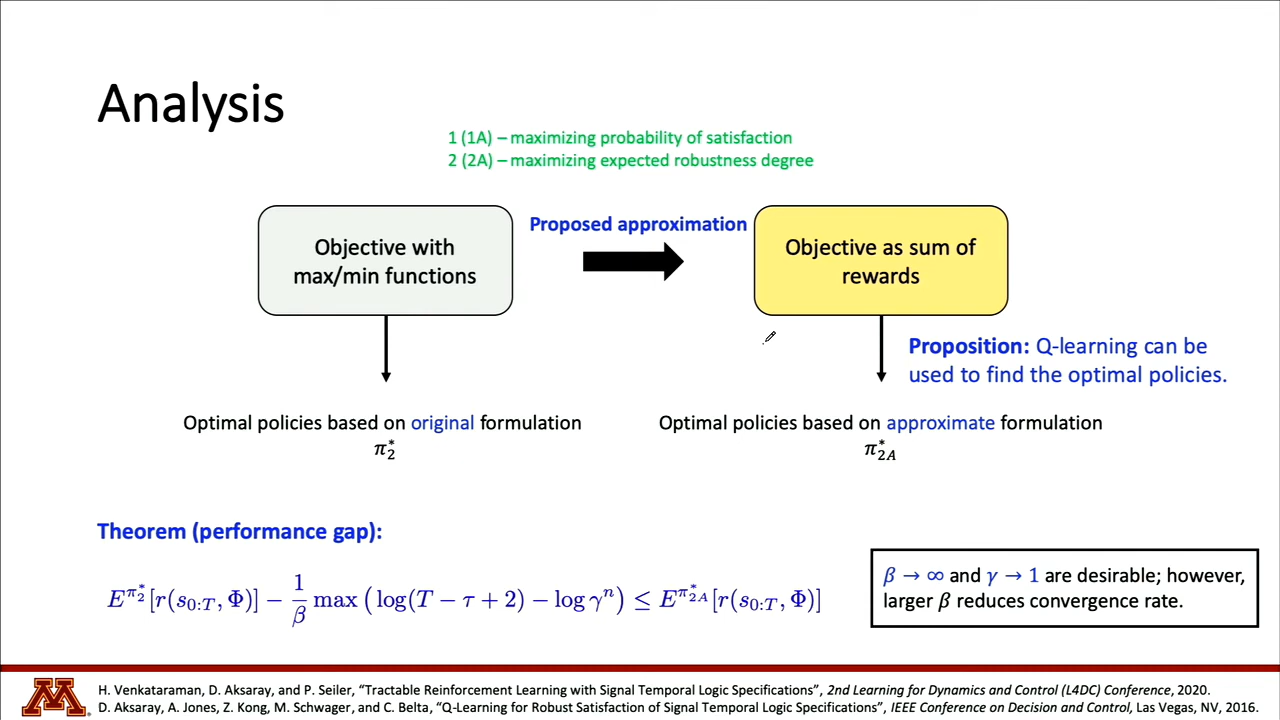 Analysis
1 (1A) – maximizing probability of satisfaction
2 (2A) – maximizing expected robustness degree
Objective with
max/min functions
Proposed approximation
Objective as sum of
rewards
Proposition: Q-learning can be
used to find the optimal policies.
Optimal policies based on original formulation
π₂*
Optimal policies based on approximate formulation
π₂A*
Theorem (performance gap):
E^{π₂*}[r(s_{0:T}, Φ)] − 1/β max (log(T − τ + 2) − log γⁿ) ≤ E^{π_{2A}*}[r(s_{0:T}, Φ)]
β → ∞ and γ → 1 are desirable; however,
larger β reduces convergence rate.
M
H. Venkataraman, D. Aksaray, and P. Seiler, “Tractable Reinforcement Learning with Signal Temporal Logic Specifications”, 2nd Learning for Dynamics and Control (L4DC) Conference, 2020.
D. Aksaray, A. Jones, Z. Kong, M. Schwager, and C. Belta, “Q-Learning for Robust Satisfaction of Signal Temporal Logic Specifications”, IEEE Conference on Decision and Control, Las Vegas, NV, 2016.